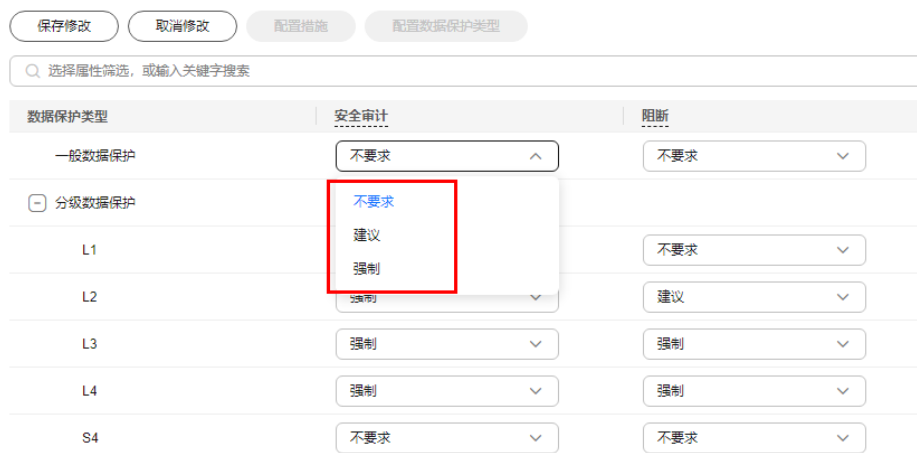 保存修改 取消修改 配置措施 配置数据保护类型
选择属性筛选，或输入关键字搜索
数据保护类型 安全审计 阻断
一般数据保护 不要求 不要求
分级数据保护 不要求
建议
L1 不要求
强制
L2 强制 建议
L3 强制 强制
L4 强制 强制
S4 不要求 不要求